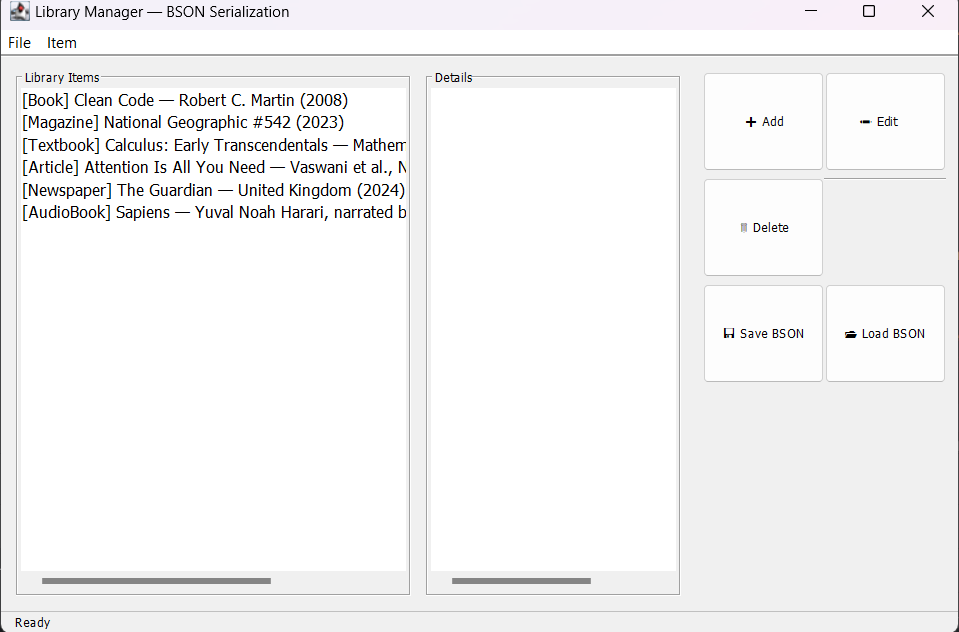 Library Manager — BSON Serialization
File Item
Library Items
[Book] Clean Code — Robert C. Martin (2008)
[Magazine] National Geographic #542 (2023)
[Textbook] Calculus: Early Transcendentals — Mathem
[Article] Attention Is All You Need — Vaswani et al., N
[Newspaper] The Guardian — United Kingdom (2024)
[AudioBook] Sapiens — Yuval Noah Harari, narrated b
Details
Add
Edit
Delete
Save BSON
Load BSON
Ready